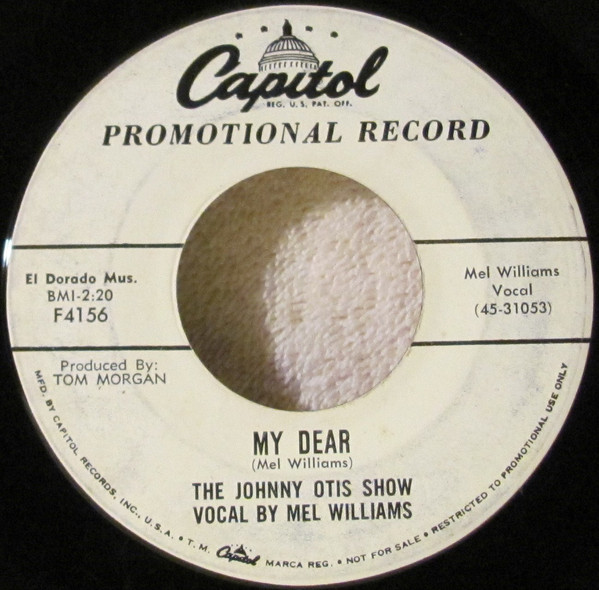 Capitol
REG. U.S. PAT. OFF.
PROMOTIONAL RECORD
El Dorado Mus.
BMI-2:20
F4156
Mel Williams
Vocal
(45-31053)
Produced By:
TOM MORGAN
MY DEAR
(Mel Williams)
THE JOHNNY OTIS SHOW
VOCAL BY MEL WILLIAMS
MFD. BY CAPITOL RECORDS, INC., U.S.A. • T.M. Capitol MARCA REG. • NOT FOR SALE • RESTRICTED TO PROMOTIONAL USE ONLY